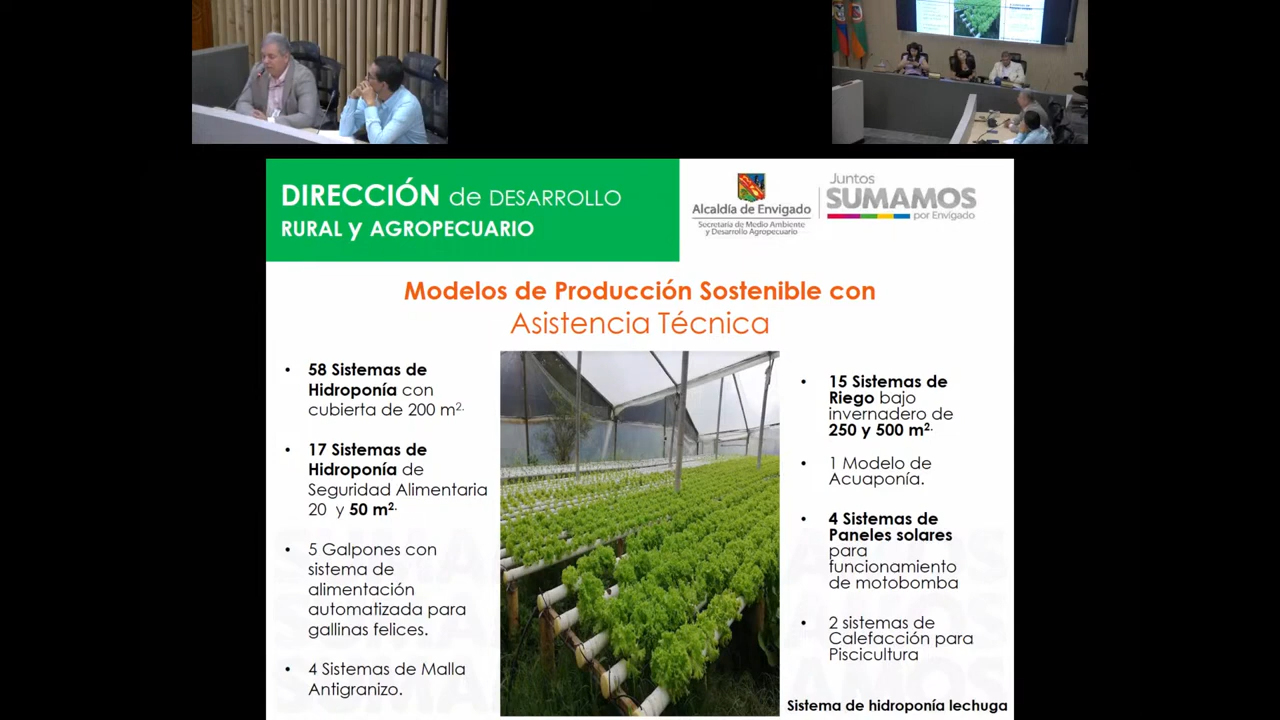 DIRECCIÓN de DESARROLLO
RURAL y AGROPECUARIO
Alcaldía de Envigado
Secretaría de Medio Ambiente
y Desarrollo Agropecuario
Juntos
SUMAMOS
por Envigado
Modelos de Producción Sostenible con
Asistencia Técnica
• 58 Sistemas de
Hidroponía con
cubierta de 200 m².
• 17 Sistemas de
Hidroponía de
Seguridad Alimentaria
20 y 50 m².
• 5 Galpones con
sistema de
alimentación
automatizada para
gallinas felices.
• 4 Sistemas de Malla
Antigranizo.
• 15 Sistemas de
Riego bajo
invernadero de
250 y 500 m².
• 1 Modelo de
Acuaponía.
• 4 Sistemas de
Paneles solares
para
funcionamiento
de motobomba
• 2 sistemas de
Calefacción para
Piscicultura
Sistema de hidroponía lechuga